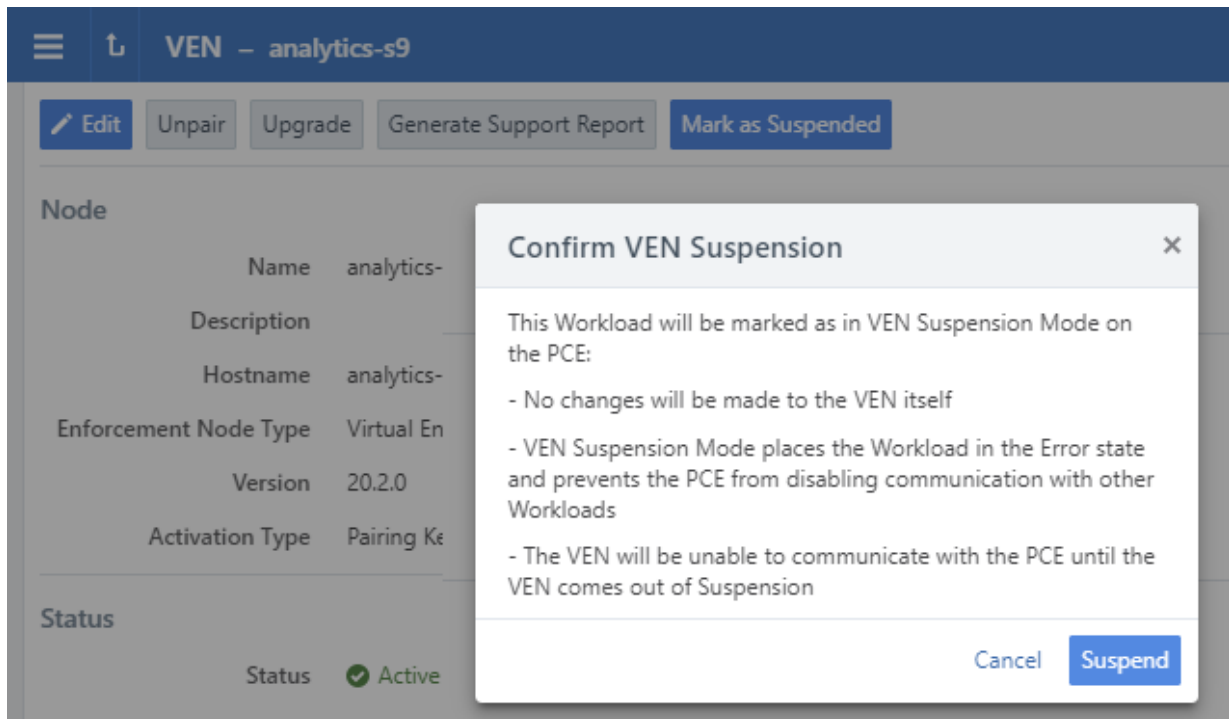 VEN – analytics-s9
Edit Unpair Upgrade Generate Support Report Mark as Suspended
Node
Name analytics-
Description
Hostname analytics-
Enforcement Node Type Virtual En
Version 20.2.0
Activation Type Pairing Ke
Status
Status Active
Confirm VEN Suspension
This Workload will be marked as in VEN Suspension Mode on
the PCE:
- No changes will be made to the VEN itself
- VEN Suspension Mode places the Workload in the Error state
and prevents the PCE from disabling communication with other
Workloads
- The VEN will be unable to communicate with the PCE until the
VEN comes out of Suspension
Cancel Suspend